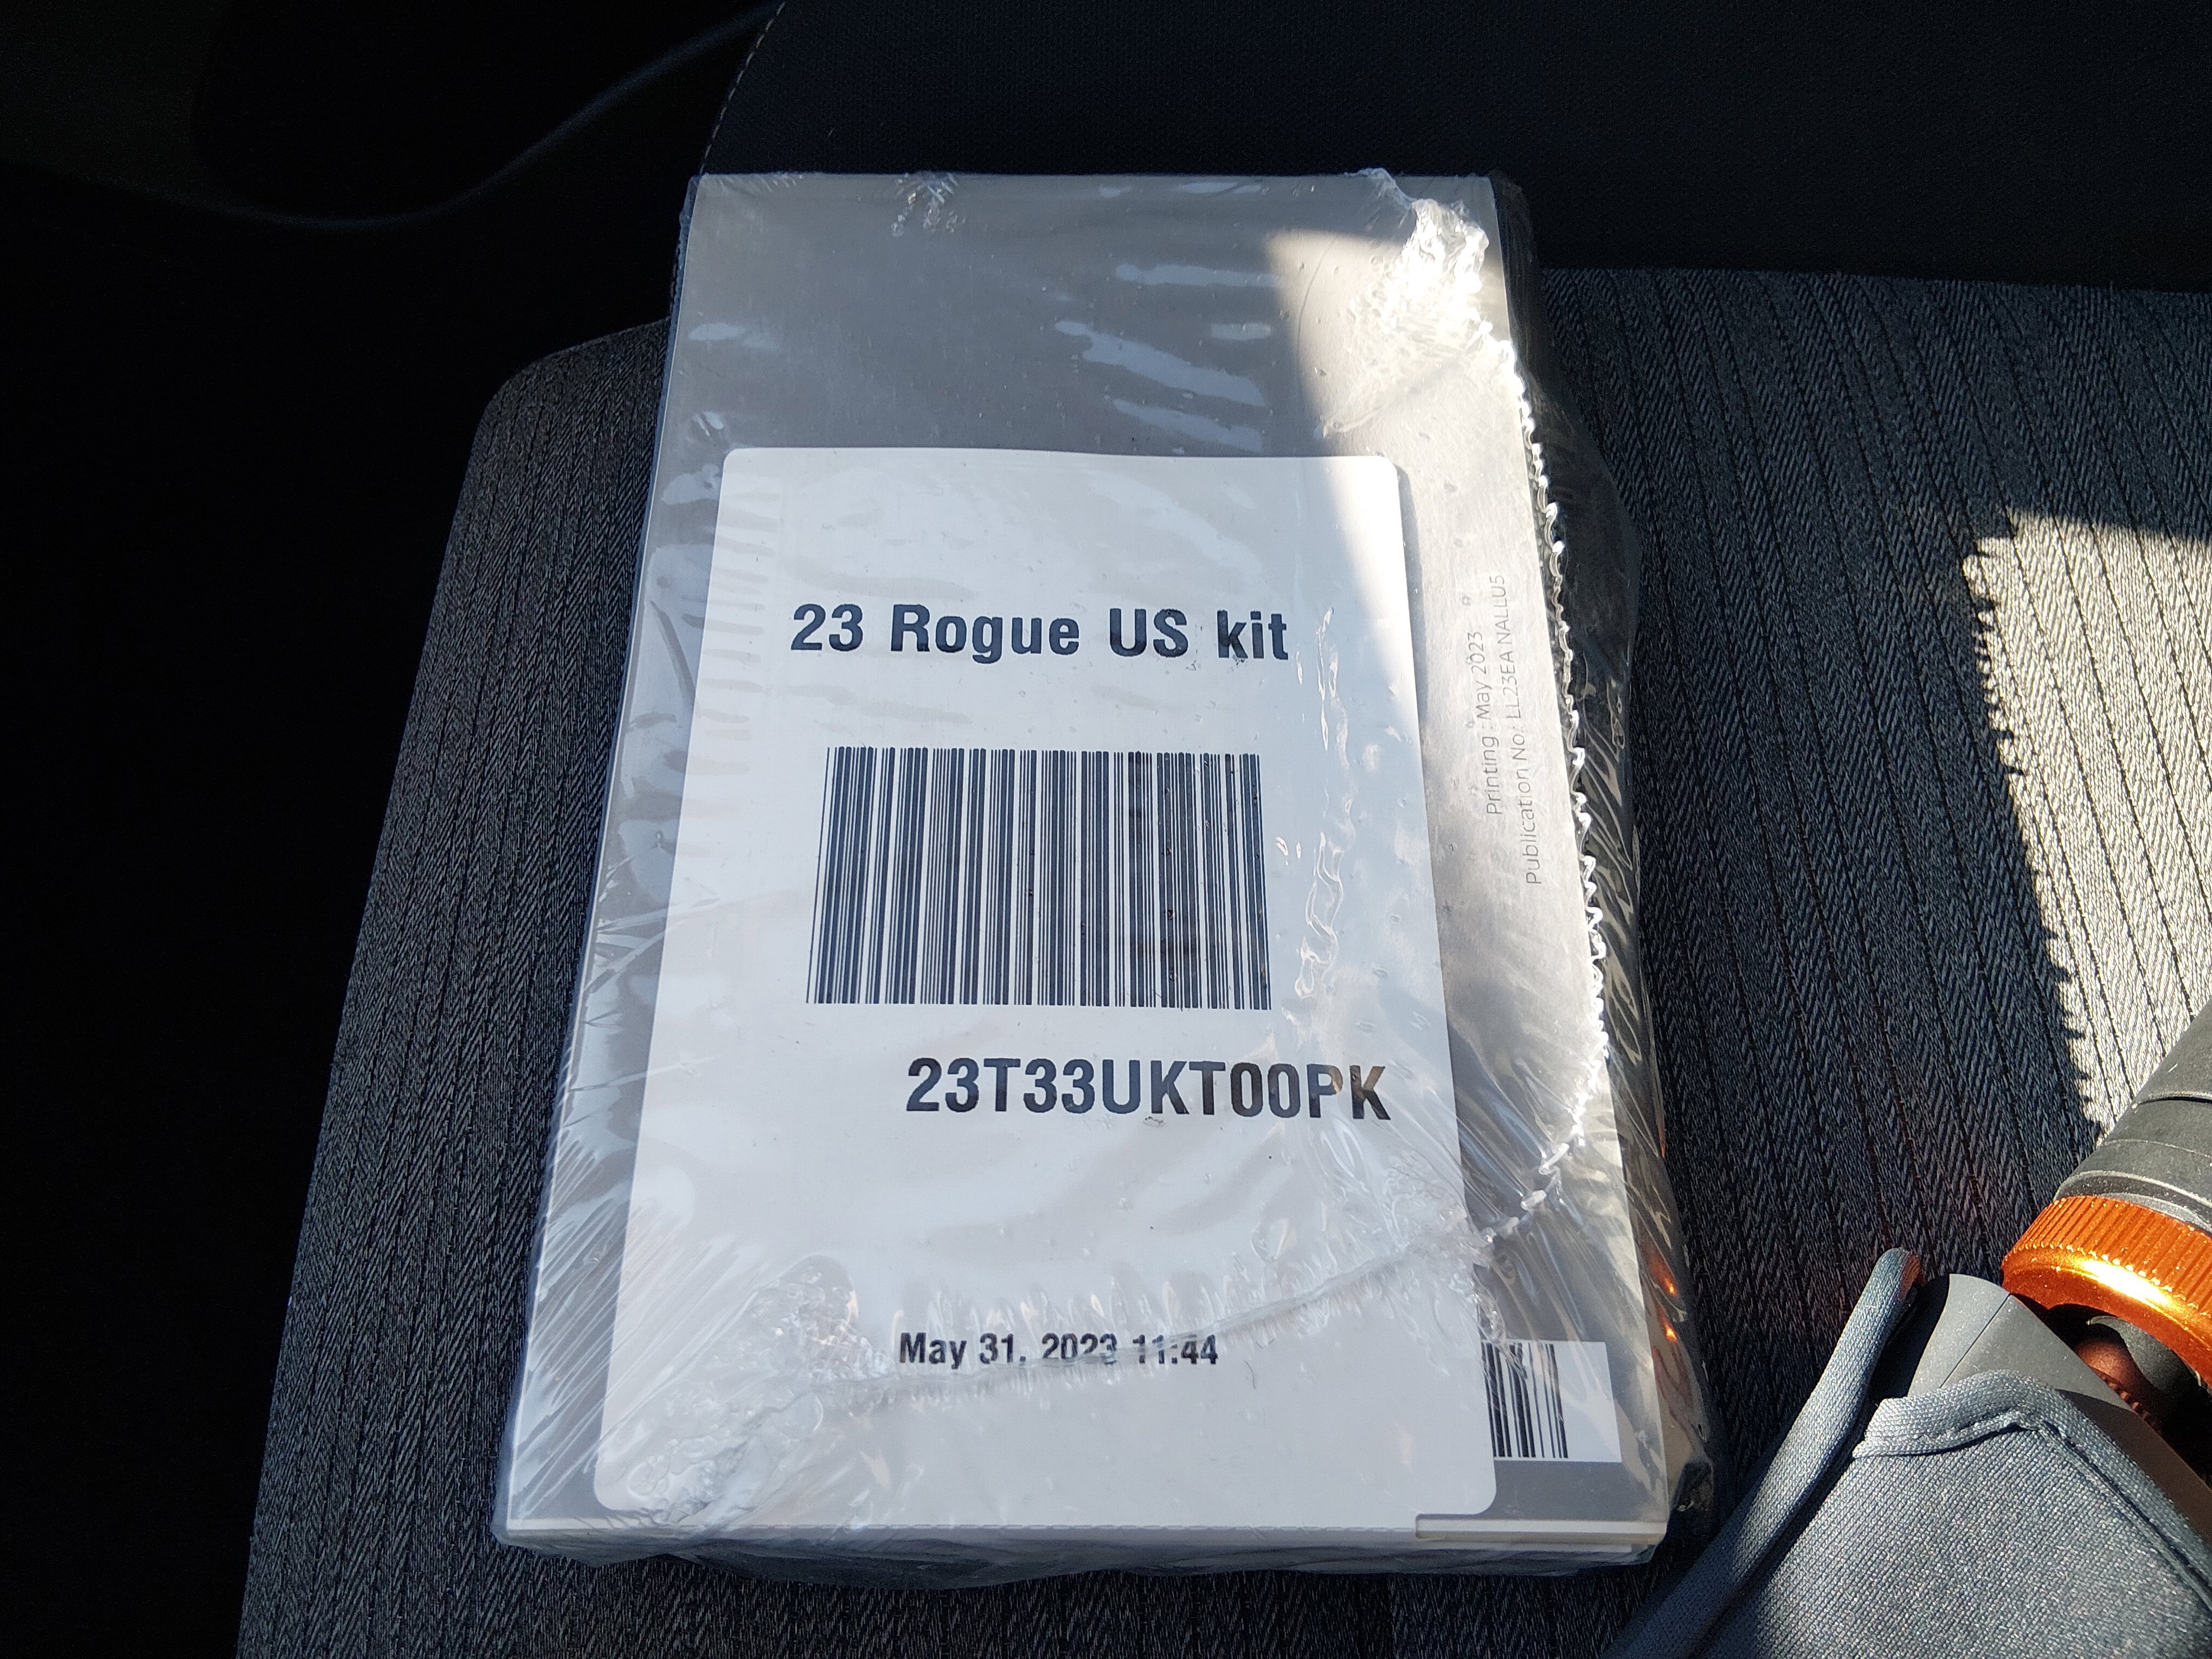 23 Rogue US kit
23T33UKT00PK
May 31, 2023 11:44
Printing : May 2023
Publication No.: LL23EA NALLU5